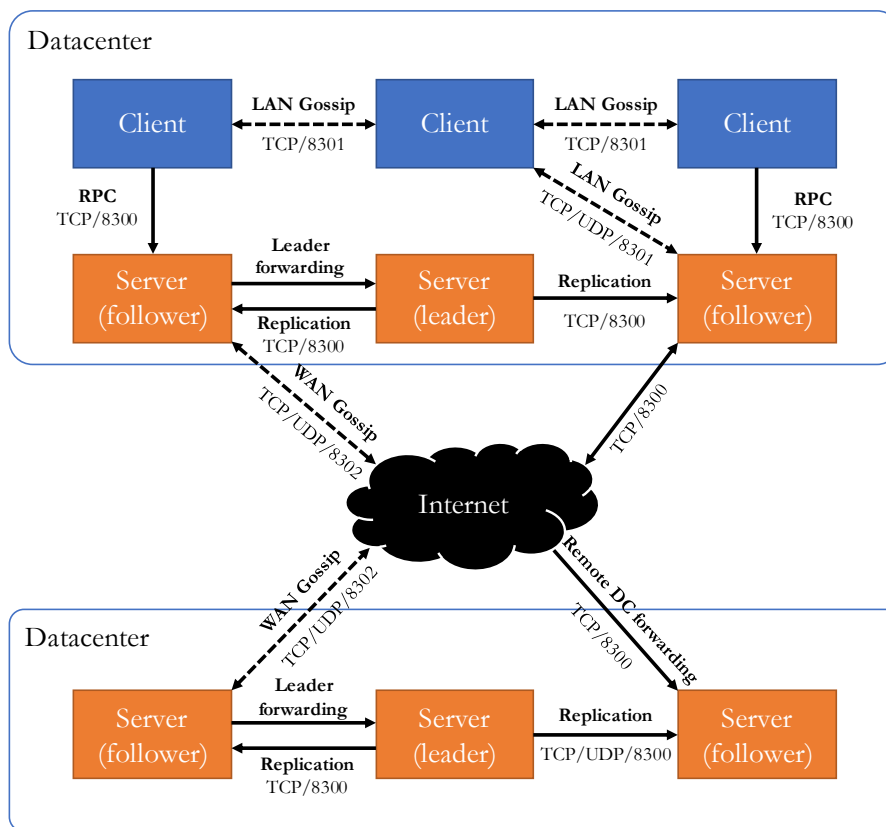 Datacenter
Client
LAN Gossip
TCP/8301
Client
LAN Gossip
TCP/8301
Client
RPC
TCP/8300
LAN Gossip
TCP/UDP/8301
RPC
TCP/8300
Server
(follower)
Leader
forwarding
Replication
TCP/8300
Server
(leader)
Replication
TCP/8300
Server
(follower)
WAN Gossip
TCP/UDP/8302
TCP/8300
Internet
WAN Gossip
TCP/UDP/8302
Remote DC forwarding
TCP/8300
Datacenter
Server
(follower)
Leader
forwarding
Replication
TCP/8300
Server
(leader)
Replication
TCP/UDP/8300
Server
(follower)